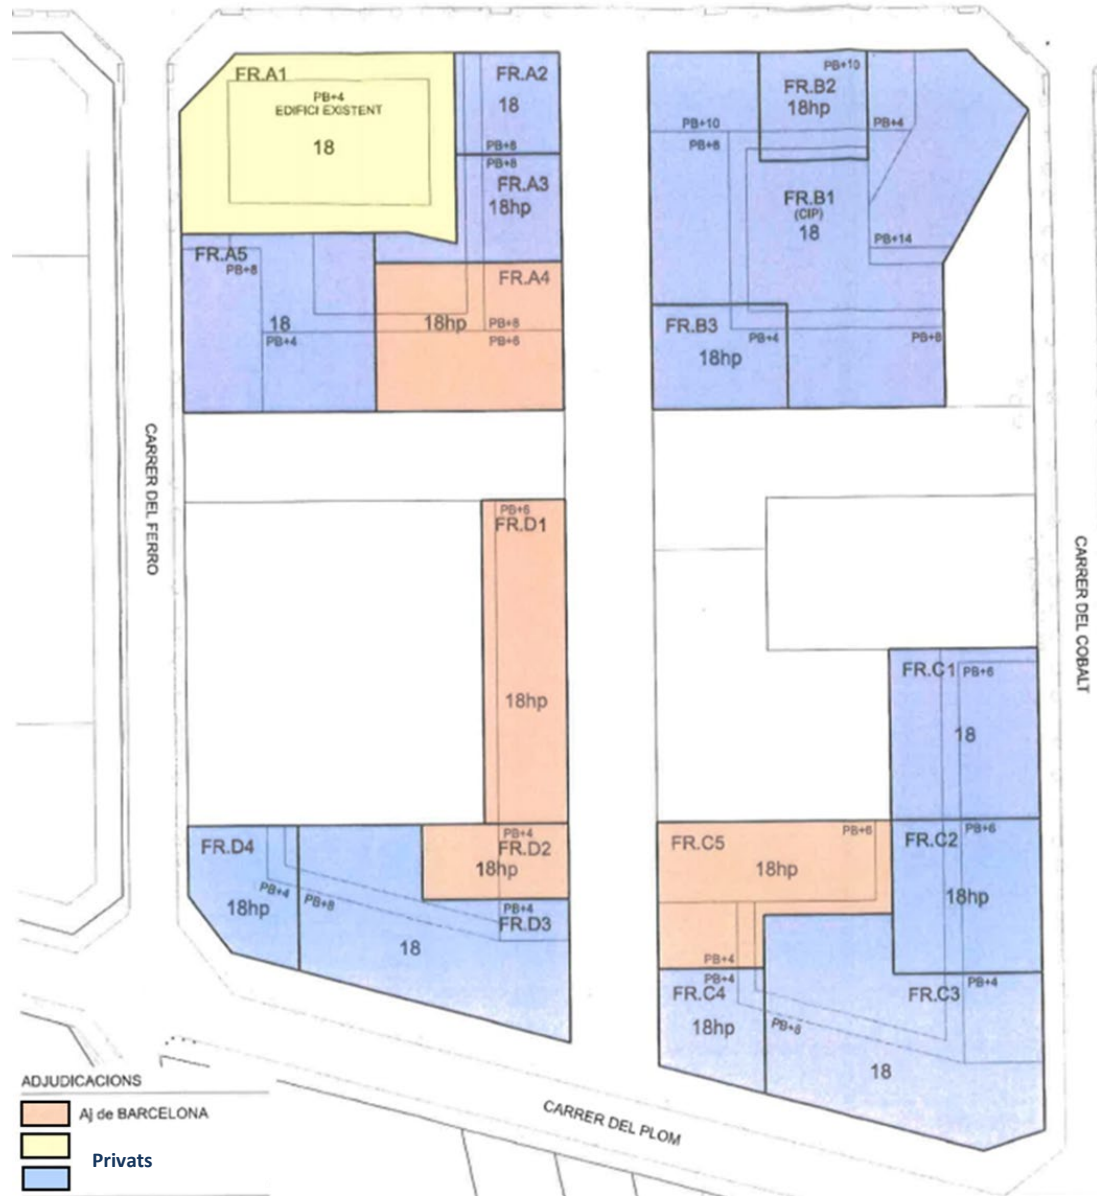 FR.A1
PB+4
EDIFICI EXISTENT
18
FR.A2
18
PB+8
PB+8
FR.A3
18hp
FR.A5
PB+8
18
PB+4
FR.A4
18hp
PB+8
PB+6
PB+10
FR.B2
18hp
PB+10
PB+4
PB+8
FR.B1
(CIP)
18
PB+14
FR.B3
PB+4
PB+8
18hp
CARRER DEL FERRO
PB+6
FR.D1
18hp
CARRER DEL COBALT
FR.C1
PB+6
18
PB+4
FR.D2
18hp
FR.D4
PB+4
PB+8
18hp
PB+4
FR.D3
18
PB+6
FR.C5
18hp
PB+4
PB+6
FR.C2
18hp
PB+4
FR.C4
18hp
PB+4
FR.C3
18
ADJUDICACIONS
Aj de BARCELONA
Privats
CARRER DEL PLOM